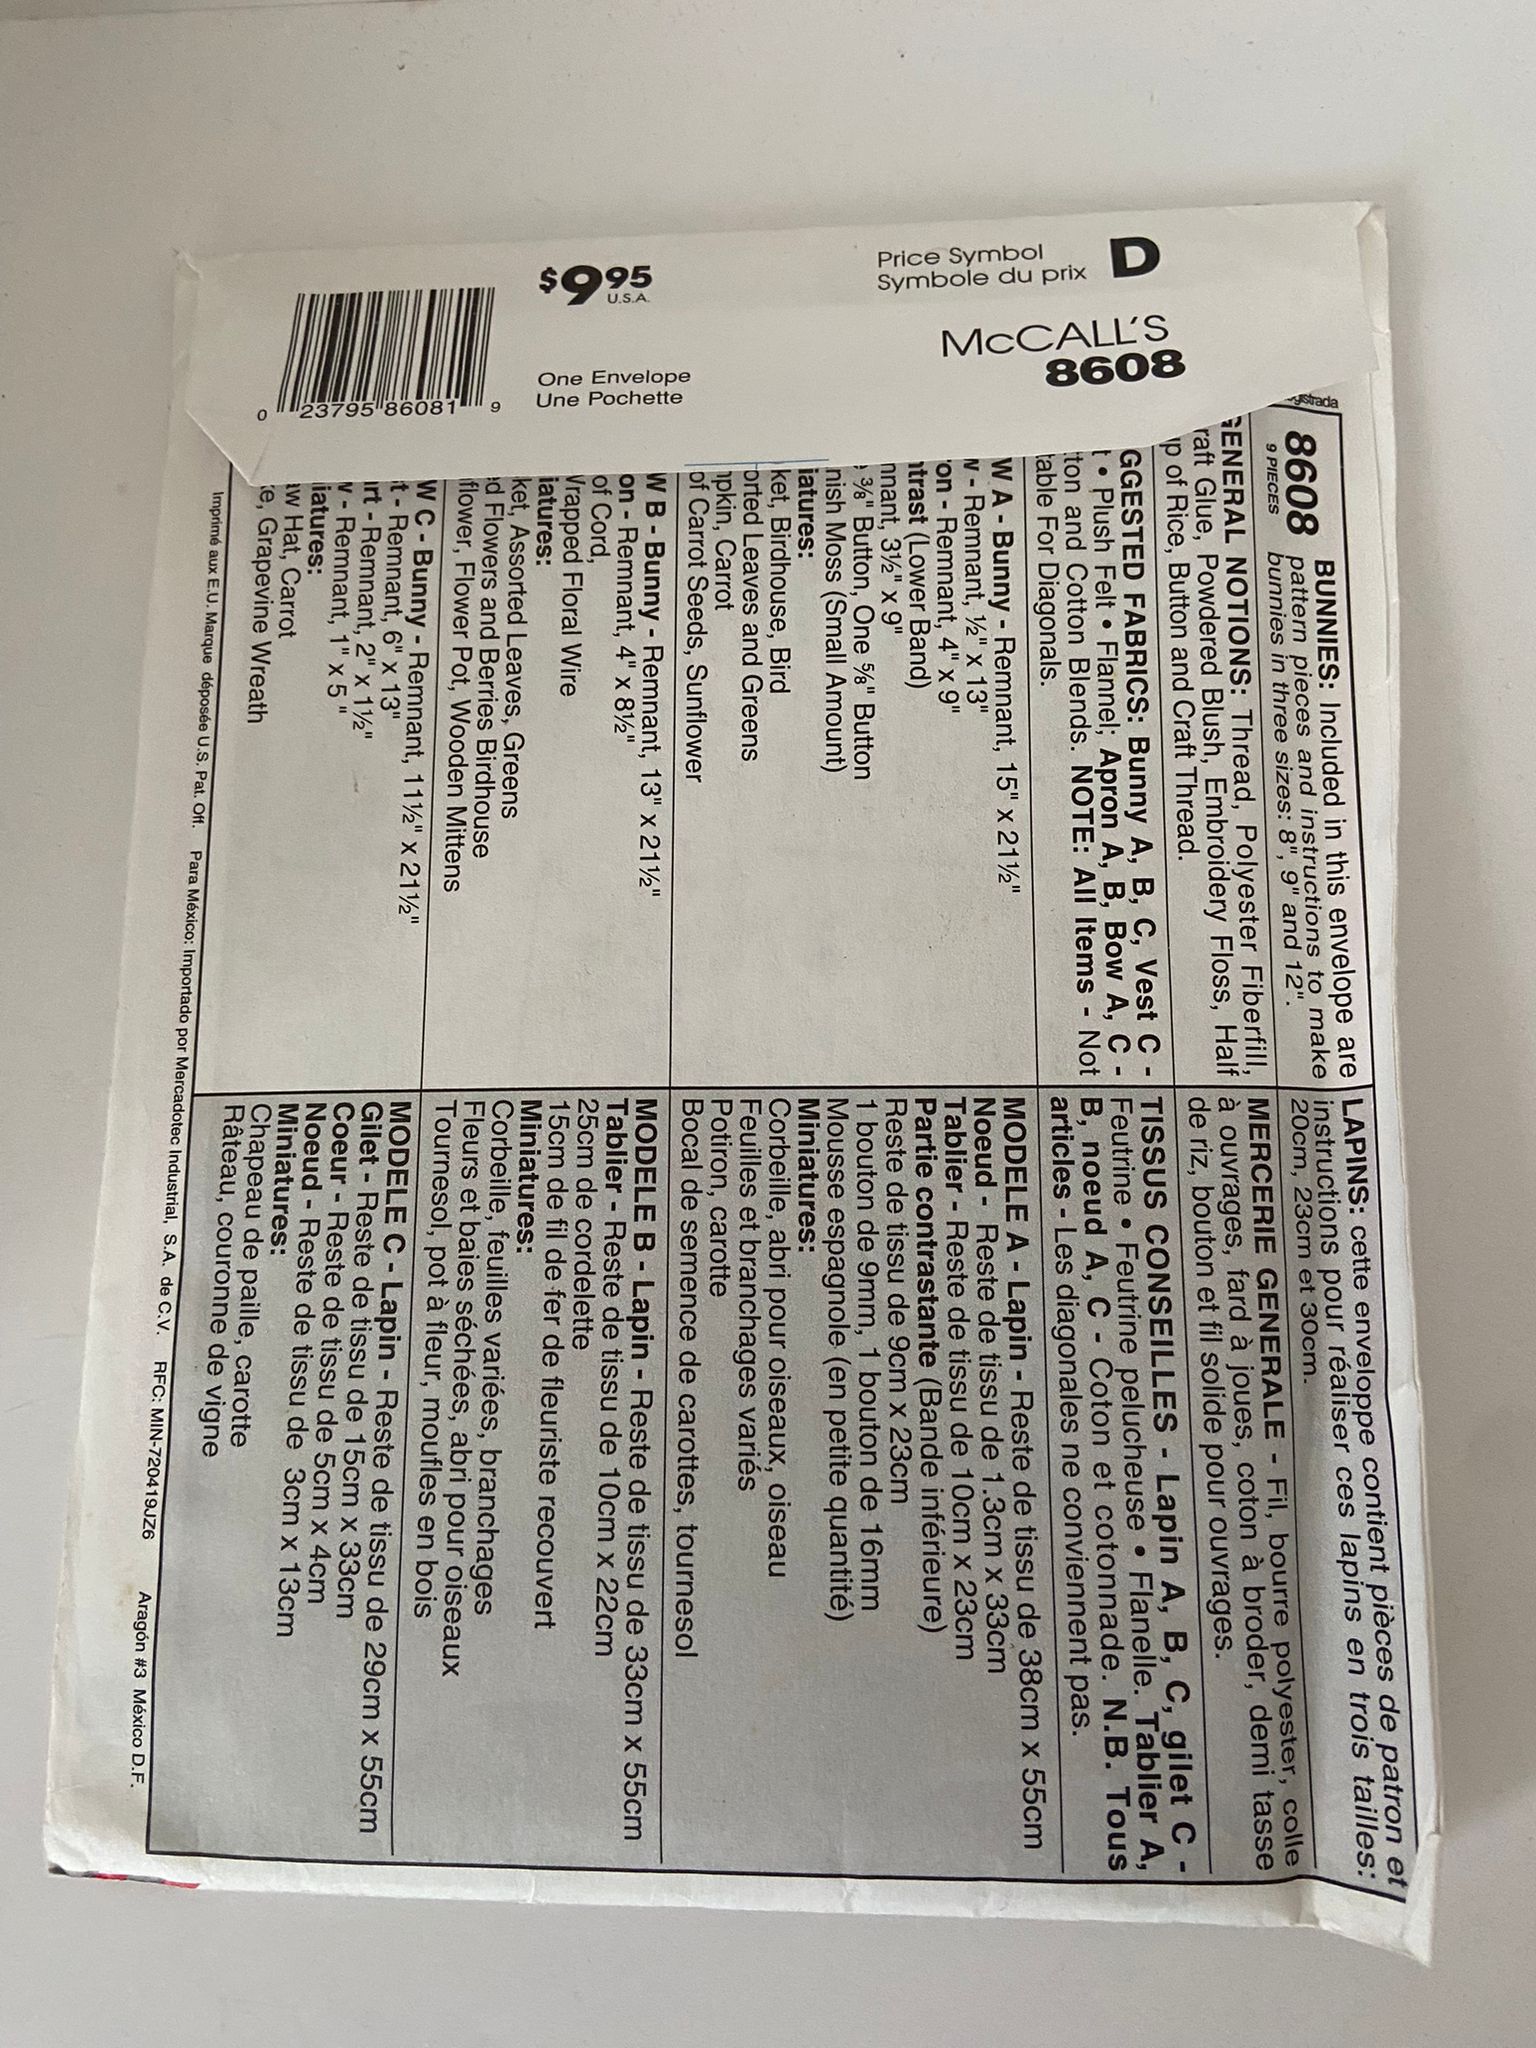 Price Symbol
Symbole du prix
D
$9.95
U.S.A.
McCALL'S
8608
One Envelope
Une Pochette
0 23795 86081 9
8608
9 PIECES
BUNNIES: Included in this envelope are
pattern pieces and instructions to make
bunnies in three sizes: 8", 9" and 12".
GENERAL NOTIONS: Thread, Polyester Fiberfill,
Glue, Powdered Blush, Embroidery Floss, Half
of Rice, Button and Craft Thread.
FABRICS: Bunny A, B, C, Vest C -
• Plush Felt • Flannel; Apron A, B, Bow A, C -
and Cotton Blends. NOTE: All Items - Not
For Diagonals.
A - Bunny - Remnant, 15" x 21½"
- Remnant, ½" x 13"
- Remnant, 4" x 9"
(Lower Band)
3½" x 9"
⅜" Button, One ⅝" Button
Moss (Small Amount)
Birdhouse, Bird
Leaves and Greens
Carrot
of Carrot Seeds, Sunflower
B - Bunny - Remnant, 13" x 21½"
- Remnant, 4" x 8½"
of Cord,
Wrapped Floral Wire
Assorted Leaves, Greens
Flowers and Berries Birdhouse
Flower Pot, Wooden Mittens
C - Bunny - Remnant, 11½" x 21½"
- Remnant, 6" x 13"
- Remnant, 2" x 1½"
- Remnant, 1" x 5 "
Hat, Carrot
Grapevine Wreath
LAPINS: cette enveloppe contient pièces de patron et
instructions pour réaliser ces lapins en trois tailles:
20cm, 23cm et 30cm.
MERCERIE GENERALE - Fil, bourre polyester, colle
à ouvrages, fard à joues, coton à broder, demi tasse
de riz, bouton et fil solide pour ouvrages.
TISSUS CONSEILLES - Lapin A, B, C, gilet C -
Feutrine • Feutrine pelucheuse • Flanelle. Tablier A,
B, noeud A, C - Coton et cotonnade. N.B. Tous
articles - Les diagonales ne conviennent pas.
MODELE A - Lapin - Reste de tissu de 38cm x 55cm
Noeud - Reste de tissu de 1.3cm x 33cm
Tablier - Reste de tissu de 10cm x 23cm
Partie contrastante (Bande inférieure)
Reste de tissu de 9cm x 23cm
1 bouton de 9mm, 1 bouton de 16mm
Mousse espagnole (en petite quantité)
Miniatures:
Corbeille, abri pour oiseaux, oiseau
Feuilles et branchages variés
Potiron, carotte
Bocal de semence de carottes, tournesol
MODELE B - Lapin - Reste de tissu de 33cm x 55cm
Tablier - Reste de tissu de 10cm x 22cm
25cm de cordelette
15cm de fil de fer de fleuriste recouvert
Miniatures:
Corbeille, feuilles variées, branchages
Fleurs et baies séchées, abri pour oiseaux
Tournesol, pot à fleur, moufles en bois
MODELE C - Lapin - Reste de tissu de 29cm x 55cm
Gilet - Reste de tissu de 15cm x 33cm
Coeur - Reste de tissu de 5cm x 4cm
Noeud - Reste de tissu de 3cm x 13cm
Miniatures:
Chapeau de paille, carotte
Râteau, couronne de vigne
Imprimé aux E.U. Marque déposée U.S. Pat. Off. Para México: Importado por Mercadotec Industrial, S.A. de C.V. RFC: MIN-720419JZ6 Aragón #3 México D.F.